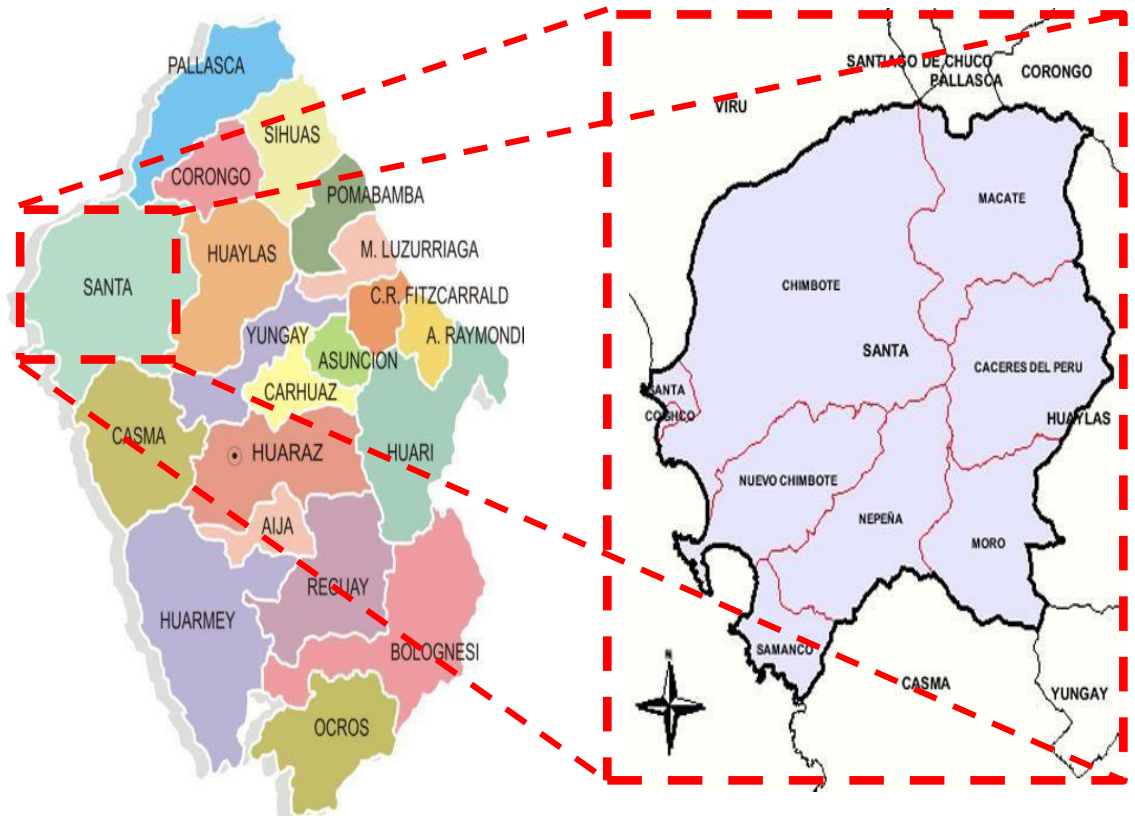 PALLASCA
SIHUAS
CORONGO
POMABAMBA
HUAYLAS
M. LUZURRIAGA
SANTA
C.R. FITZCARRALD
YUNGAY
A. RAYMONDI
ASUNCION
CARHUAZ
CASMA
HUARAZ
HUARI
AIJA
RECUAY
HUARMEY
BOLOGNESI
OCROS
SANTIAGO DE CHUCO
PALLASCA
CORONGO
VIRU
MACATE
CHIMBOTE
SANTA
CACERES DEL PERU
SANTA
COISHCO
HUAYLAS
NUEVO CHIMBOTE
NEPEÑA
MORO
SAMANCO
N
CASMA
YUNGAY